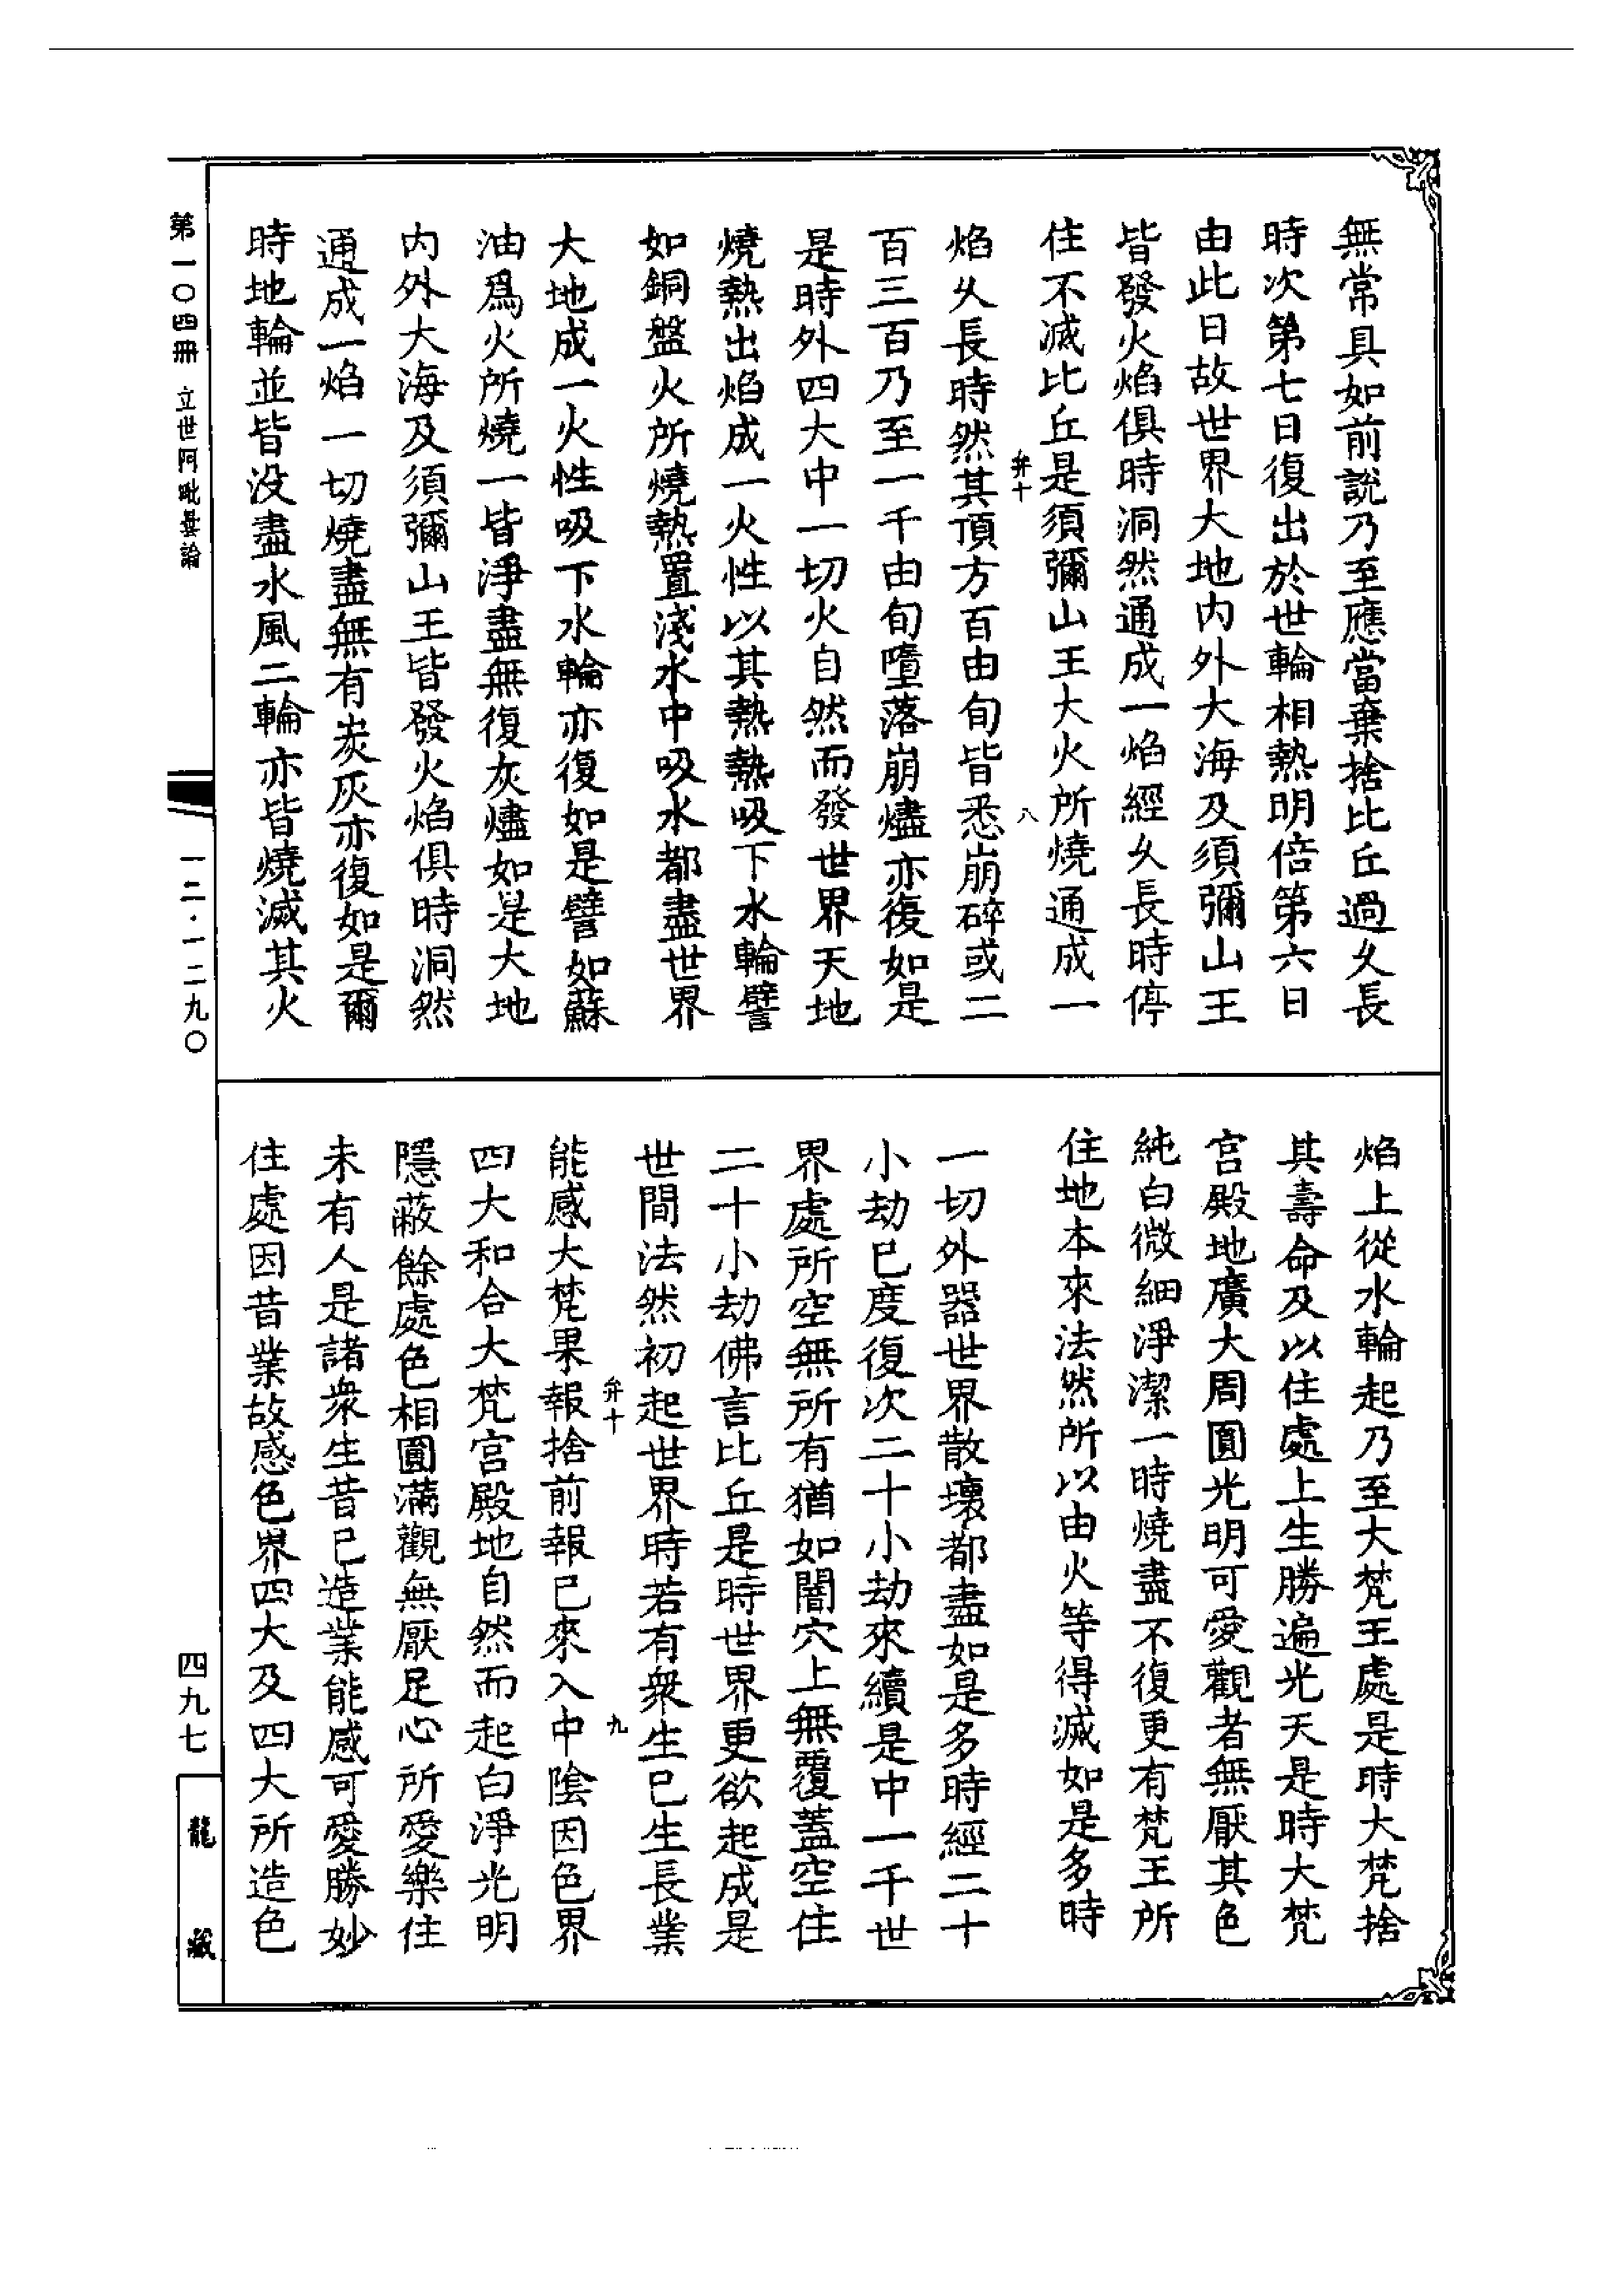 無常具如前說乃至應當棄捨比丘過久長
時次第七日復出於世輪相熱明倍第六日
由此日故世界大地内外大海及須彌山王
皆發火焰俱時洞然通成一焰經久長時停
住不滅比丘是須彌山王大火所燒通成一
弁十 八
焰久長時然其頂方百由旬皆悉崩碎或二
百三百乃至一千由旬墮落崩燼亦復如是
是時外四大中一切火自然而發世界天地
燒熱出焰成一火性以其熱熱吸下水輪譬
如銅盤火所燒熱置淺水中吸水都盡世界
大地成一火性吸下水輪亦復如是譬如蘇
油爲火所燒一皆淨盡無復灰燼如是大地
内外大海及須彌山王皆發火焰俱時洞然
通成一焰一切燒盡無有炭灰亦復如是爾
時地輪並皆没盡水風二輪亦皆燒滅其火
焰上從水輪起乃至大梵王處是時大梵捨
其壽命及以住處上生勝遍光天是時大梵
宮殿地廣大周圓光明可愛觀者無厭其色
純白微細淨潔一時燒盡不復更有梵王所
住地本來法然所以由火等得滅如是多時
一切外器世界散壞都盡如是多時經二十
小劫已度復次二十小劫來續是中一千世
界處所空無所有猶如闇穴上無覆蓋空住
二十小劫佛言比丘是時世界更欲起成是
世間法然初起世界時若有衆生已生長業
弁十 九
能感大梵果報捨前報已來入中陰因色界
四大和合大梵宮殿地自然而起白淨光明
隱蔽餘處色相圓滿觀無厭足心所愛樂住
未有人是諸衆生昔已造業能感可愛勝妙
住處因昔業故感色界四大及四大所造色
第一〇四冊 立世阿毗曇論
一二·一二九〇
四九七
龍藏